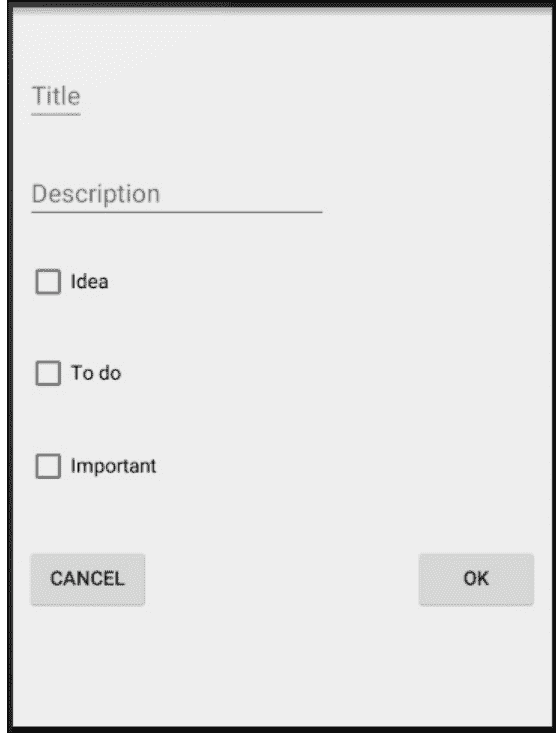 Title
Description
Idea
To do
Important
CANCEL OK